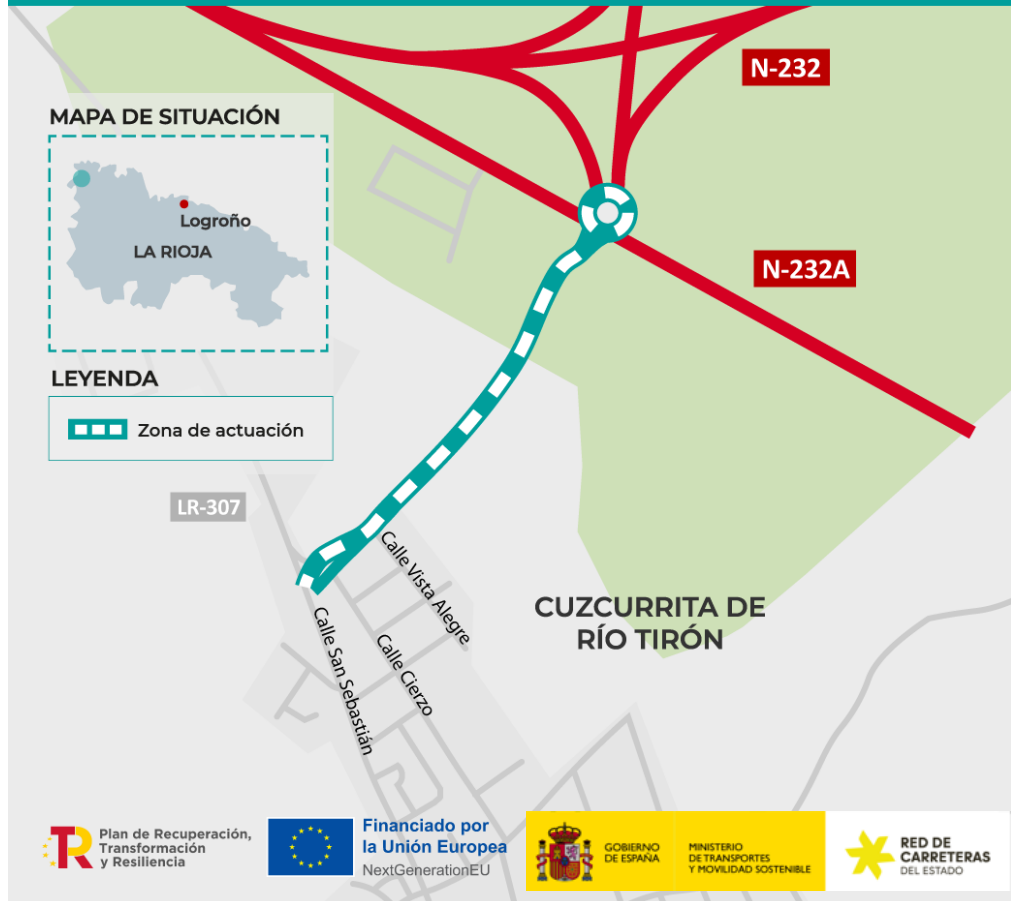 N-232
MAPA DE SITUACIÓN
Logroño
LA RIOJA
N-232A
LEYENDA
Zona de actuación
LR-307
Calle Vista Alegre
CUZCURRITA DE
RÍO TIRÓN
Calle San Sebastián
Calle Cierzo
TR
Plan de Recuperación,
Transformación
y Resiliencia
Financiado por
la Unión Europea
NextGenerationEU
GOBIERNO
DE ESPAÑA
MINISTERIO
DE TRANSPORTES
Y MOVILIDAD SOSTENIBLE
RED DE
CARRETERAS
DEL ESTADO